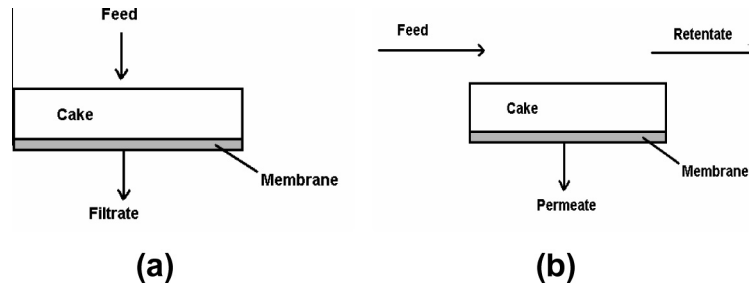 Feed
Cake
Membrane
Filtrate
(a)
Feed
Retentate
Cake
Membrane
Permeate
(b)